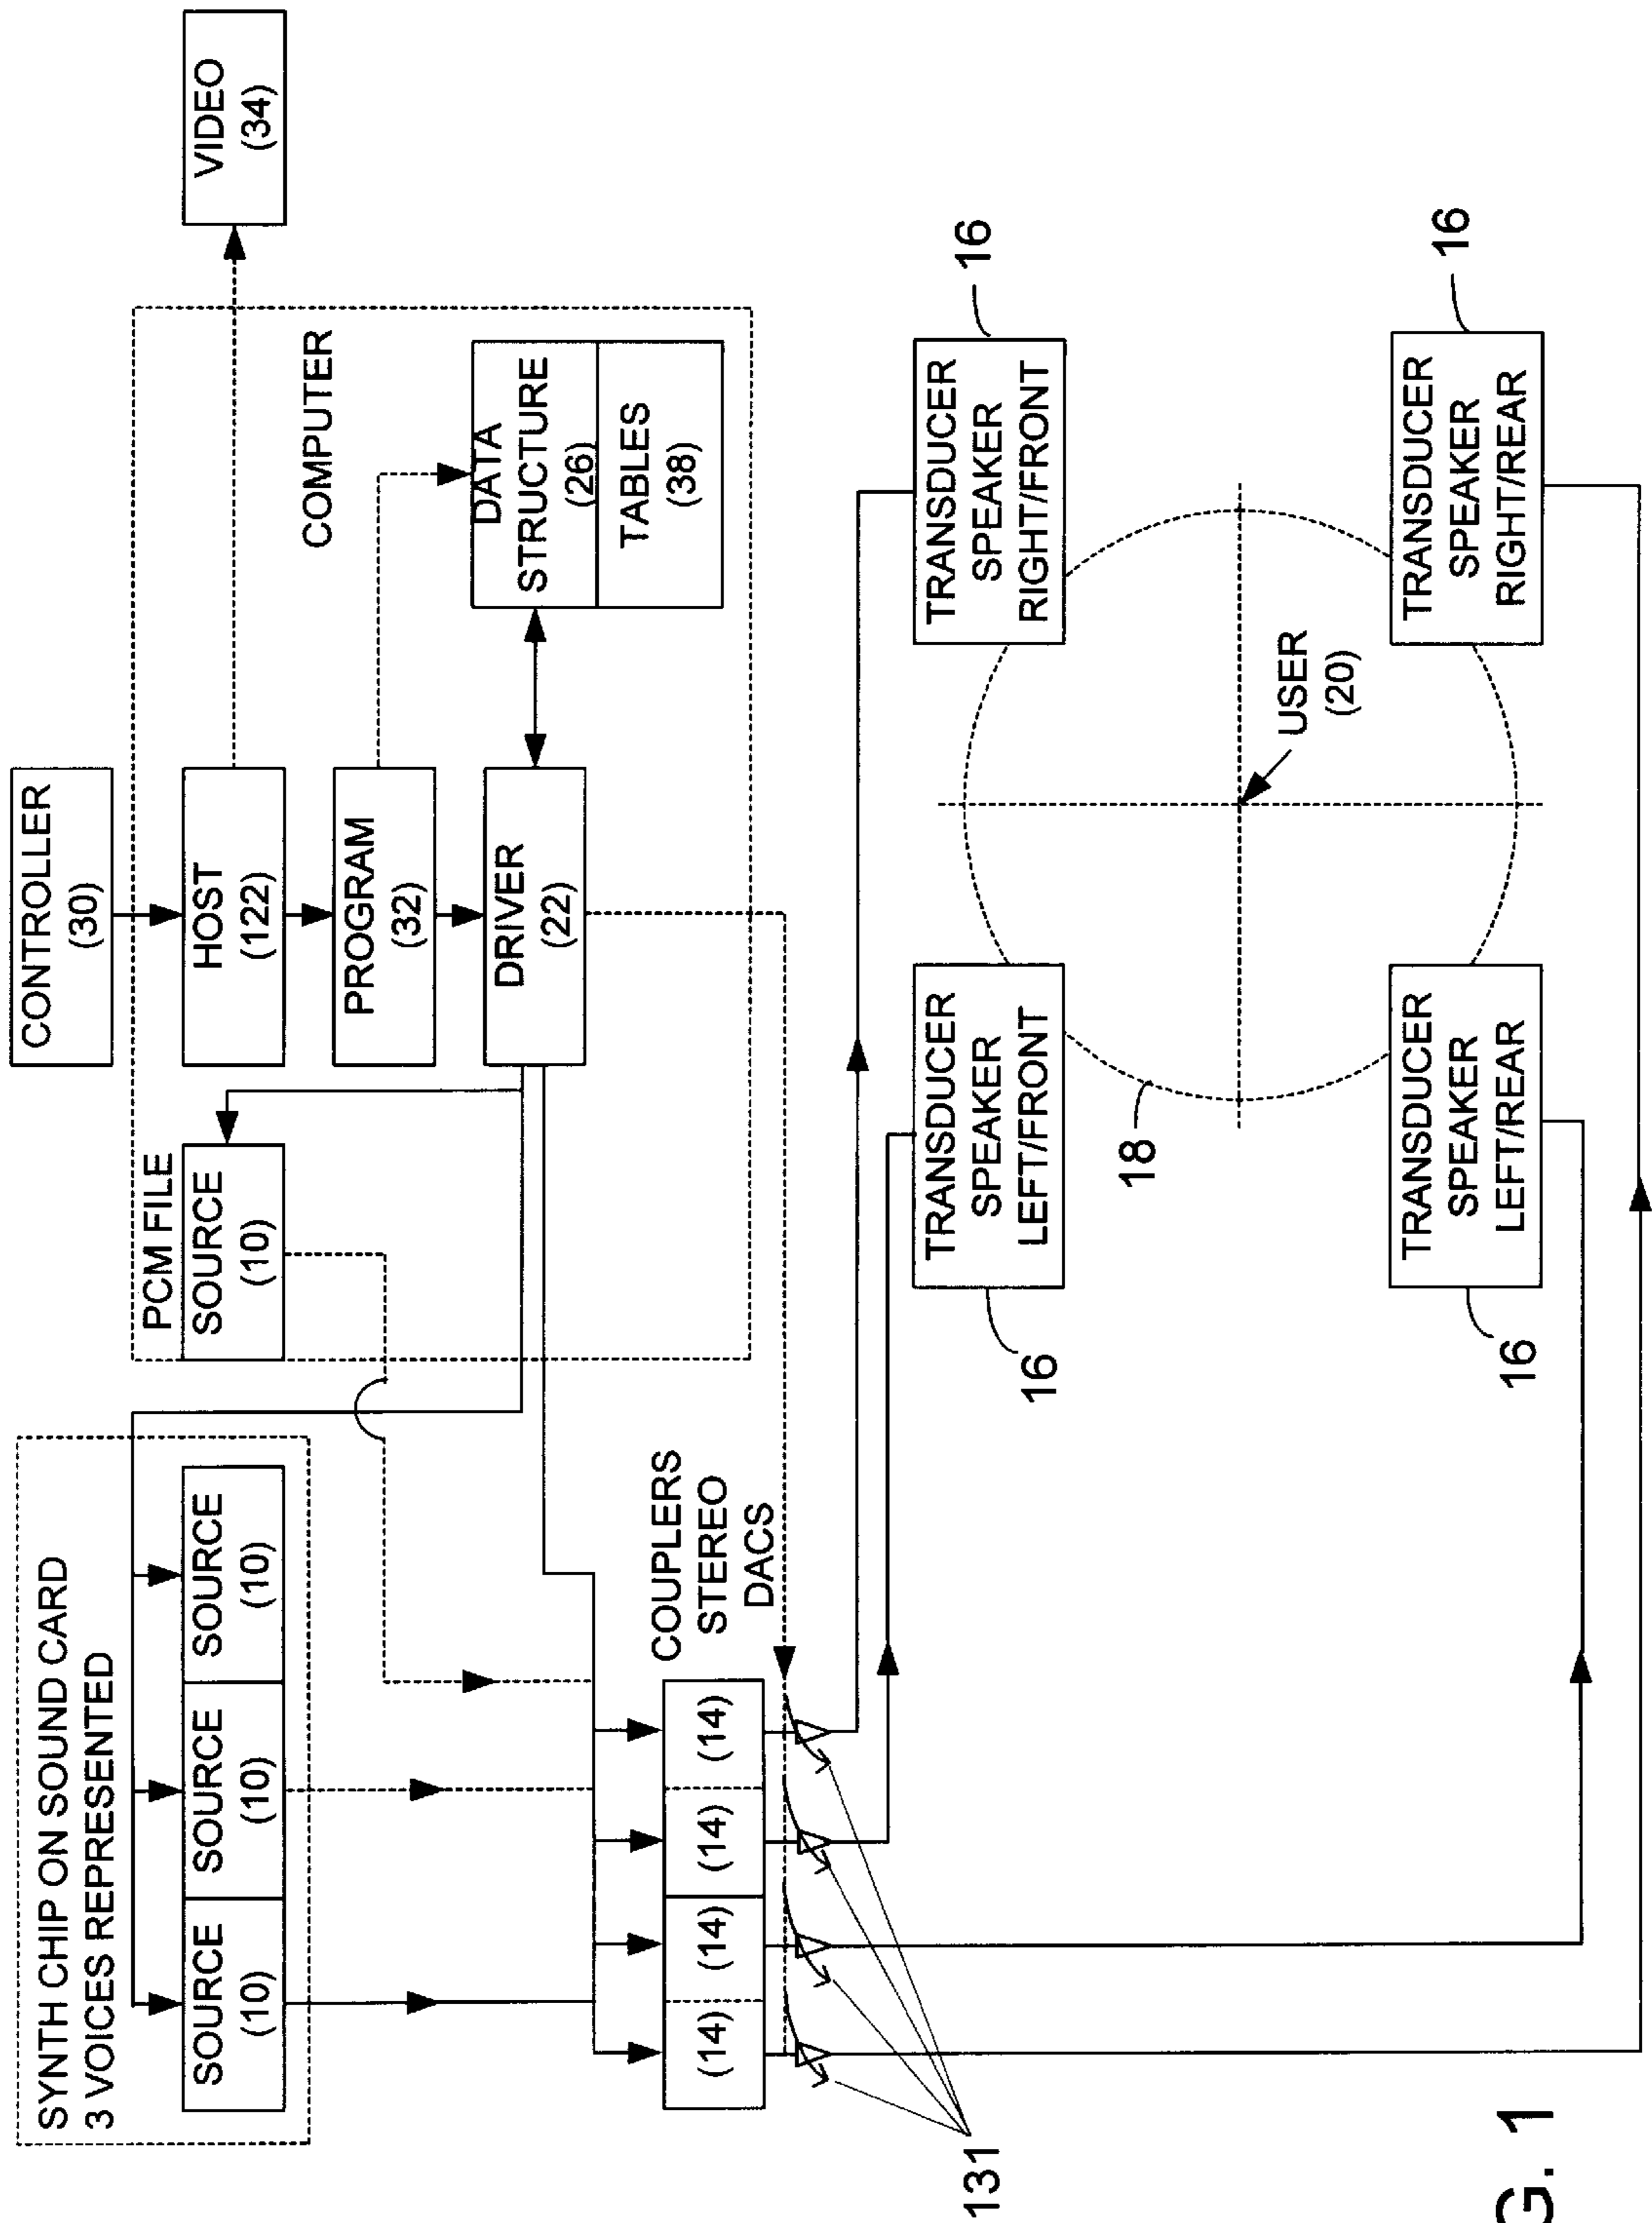 SYNTH CHIP ON SOUND CARD
3 VOICES REPRESENTED
SOURCE
(10)
SOURCE
(10)
SOURCE
(10)
PCM FILE
SOURCE
(10)
CONTROLLER
(30)
HOST
(122)
PROGRAM
(32)
DRIVER
(22)
COMPUTER
DATA
STRUCTURE
(26)
TABLES
(38)
VIDEO
(34)
COUPLERS
STEREO
DACS
(14)
(14)
(14)
(14)
131
TRANSDUCER
SPEAKER
LEFT/FRONT
16
TRANSDUCER
SPEAKER
RIGHT/FRONT
16
18
USER
(20)
TRANSDUCER
SPEAKER
LEFT/REAR
16
TRANSDUCER
SPEAKER
RIGHT/REAR
16
G. 1